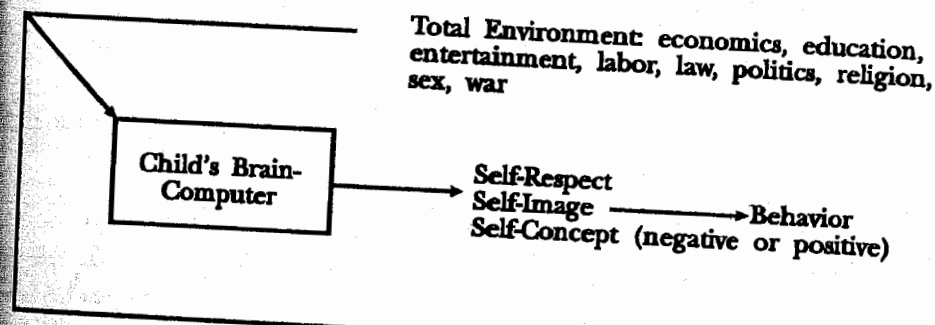 Total Environment: economics, education,
entertainment, labor, law, politics, religion,
sex, war
Child's Brain-
Computer
Self-Respect
Self-Image
Behavior
Self-Concept (negative or positive)